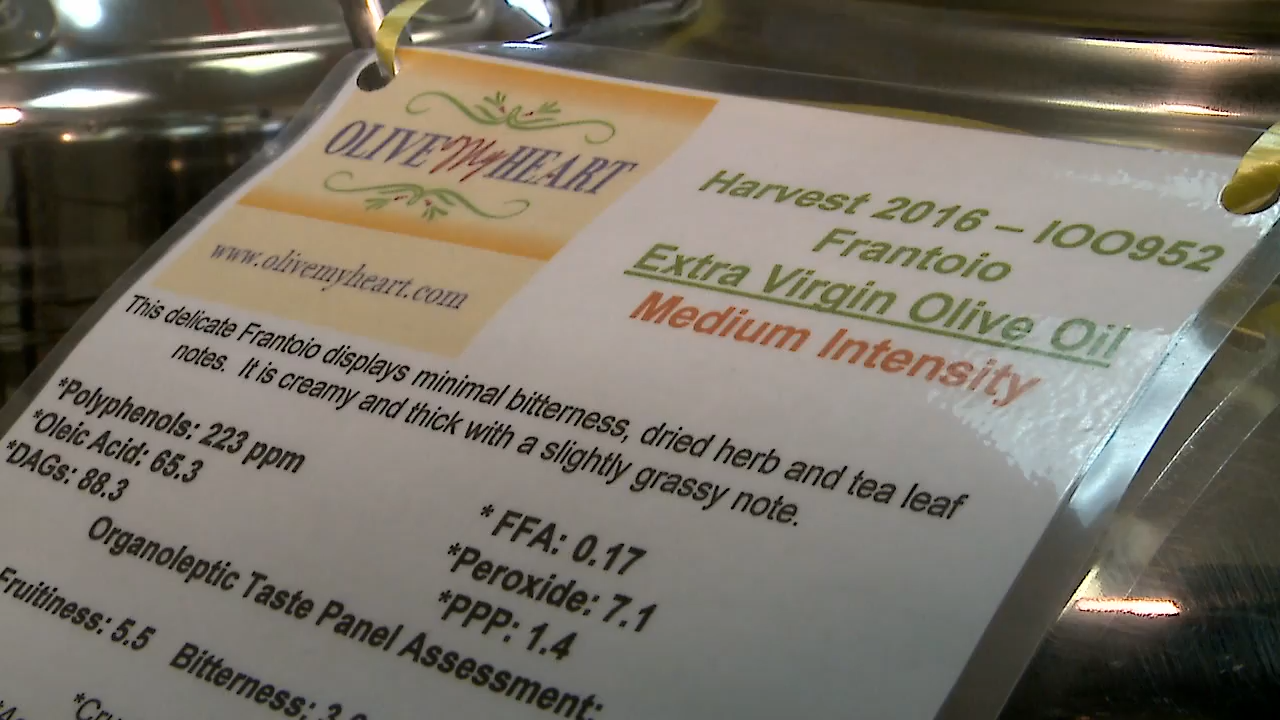 OLIVE My HEART
www.olivemyheart.com
Harvest 2016 – IOO952
Frantoio
Extra Virgin Olive Oil
Medium Intensity
This delicate Frantoio displays minimal bitterness, dried herb and tea leaf
notes. It is creamy and thick with a slightly grassy note.
*Polyphenols: 223 ppm
*Oleic Acid: 65.3
*DAGs: 88.3
* FFA: 0.17
*Peroxide: 7.1
*PPP: 1.4
Organoleptic Taste Panel Assessment:
Fruitiness: 5.5 Bitterness: